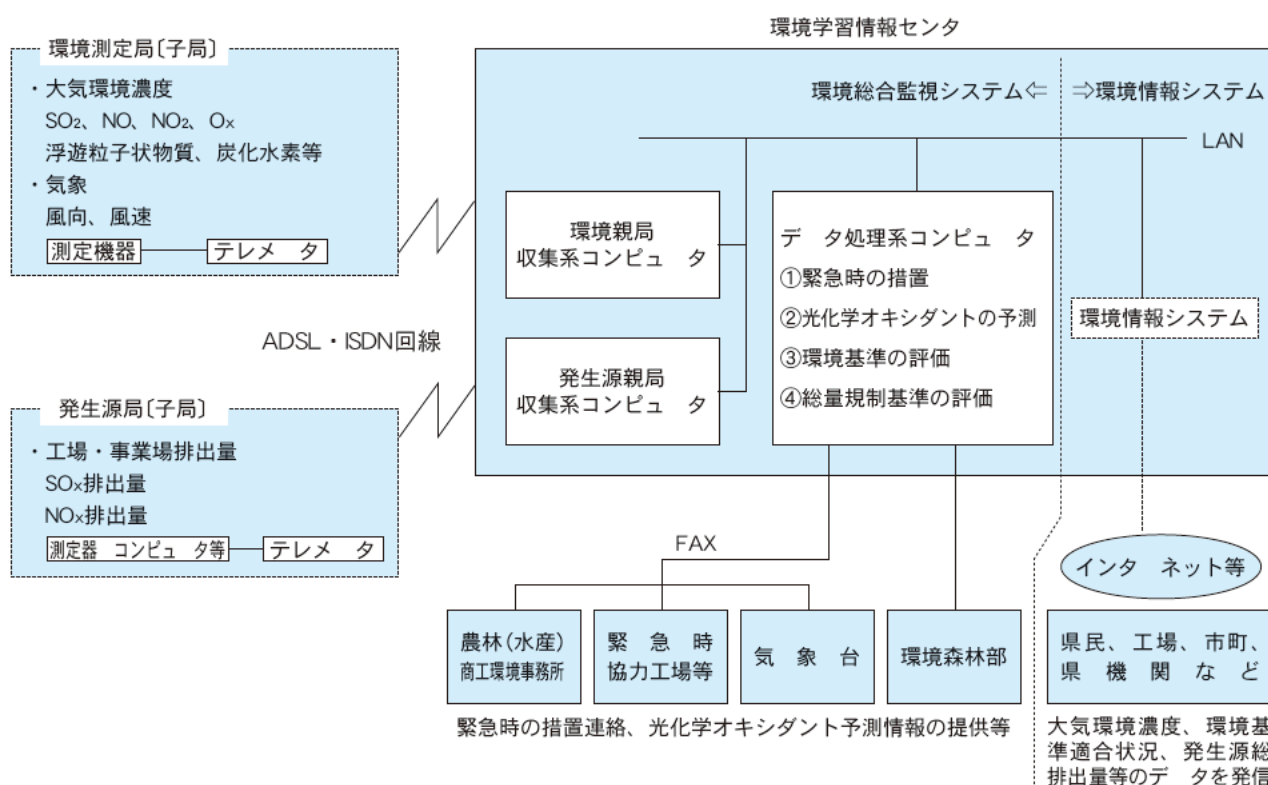 環境学習情報センタ
環境測定局〔子局〕
・大気環境濃度
SO₂、NO、NO₂、Ox
浮遊粒子状物質、炭化水素等
・気象
風向、風速
測定機器
テレメ　タ
環境総合監視システム⇐
⇒環境情報システム
LAN
環境親局
収集系コンピュ　タ
デ　タ処理系コンピュ　タ
①緊急時の措置
②光化学オキシダントの予測
③環境基準の評価
④総量規制基準の評価
環境情報システム
ADSL・ISDN回線
発生源親局
収集系コンピュ　タ
発生源局〔子局〕
・工場・事業場排出量
SOx排出量
NOx排出量
測定器　コンピュ　タ等
テレメ　タ
FAX
インタ　ネット等
農林(水産)
商工環境事務所
緊　急　時
協力工場等
気　象　台
環境森林部
県民、工場、市町、
県　機　関　な　ど
緊急時の措置連絡、光化学オキシダント予測情報の提供等
大気環境濃度、環境基
準適合状況、発生源総
排出量等のデ　タを発信